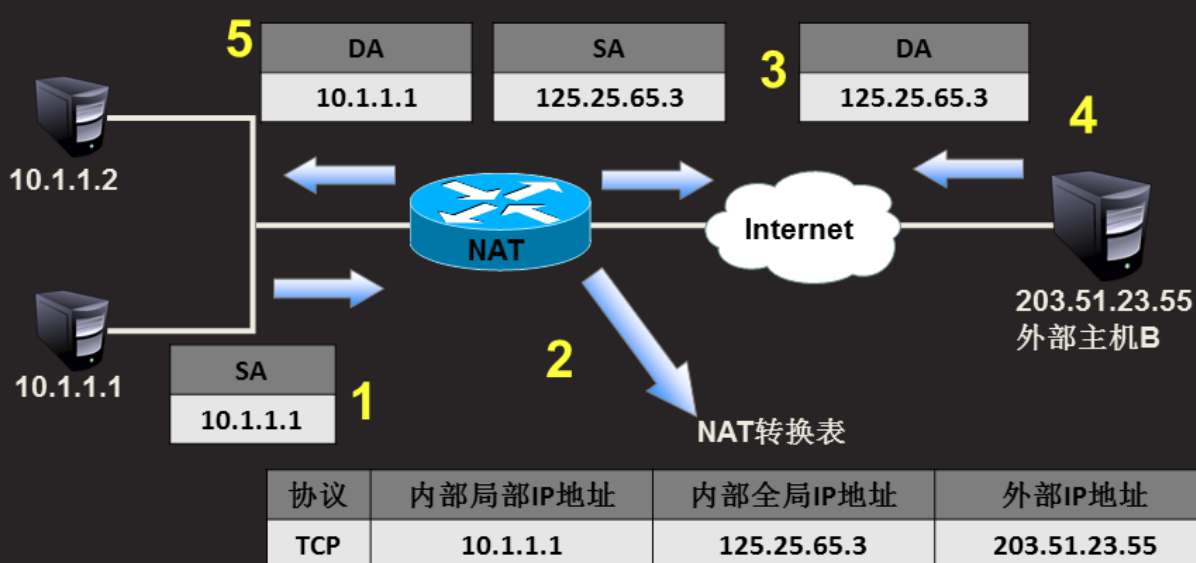 5
DA
10.1.1.1
SA
125.25.65.3
3
DA
125.25.65.3
4
10.1.1.2
NAT
Internet
203.51.23.55
外部主机B
10.1.1.1
SA
10.1.1.1
1
2
NAT转换表
协议 内部局部IP地址 内部全局IP地址 外部IP地址
TCP 10.1.1.1 125.25.65.3 203.51.23.55